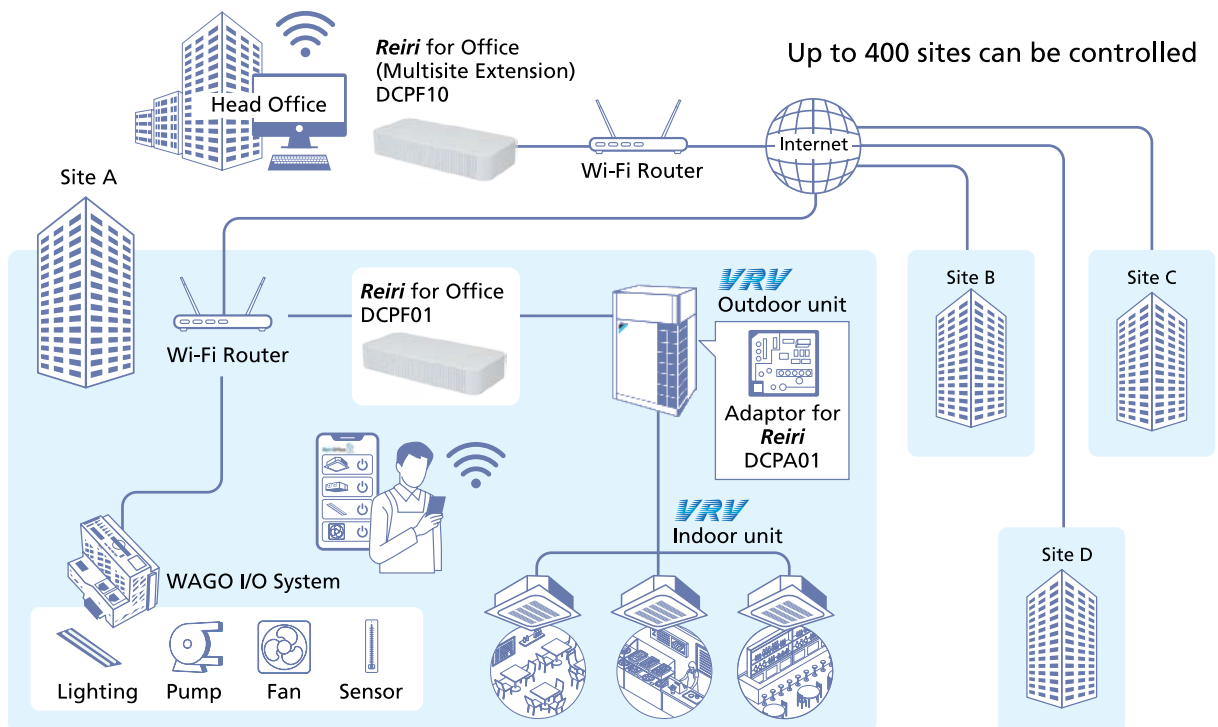 Reiri for Office
(Multisite Extension)
DCPF10
Up to 400 sites can be controlled
Head Office
Internet
Wi-Fi Router
Site A
Wi-Fi Router
Reiri for Office
DCPF01
VRV
Outdoor unit
Adaptor for
Reiri
DCPA01
Site B
Site C
VRV
Indoor unit
WAGO I/O System
Lighting
Pump
Fan
Sensor
Site D